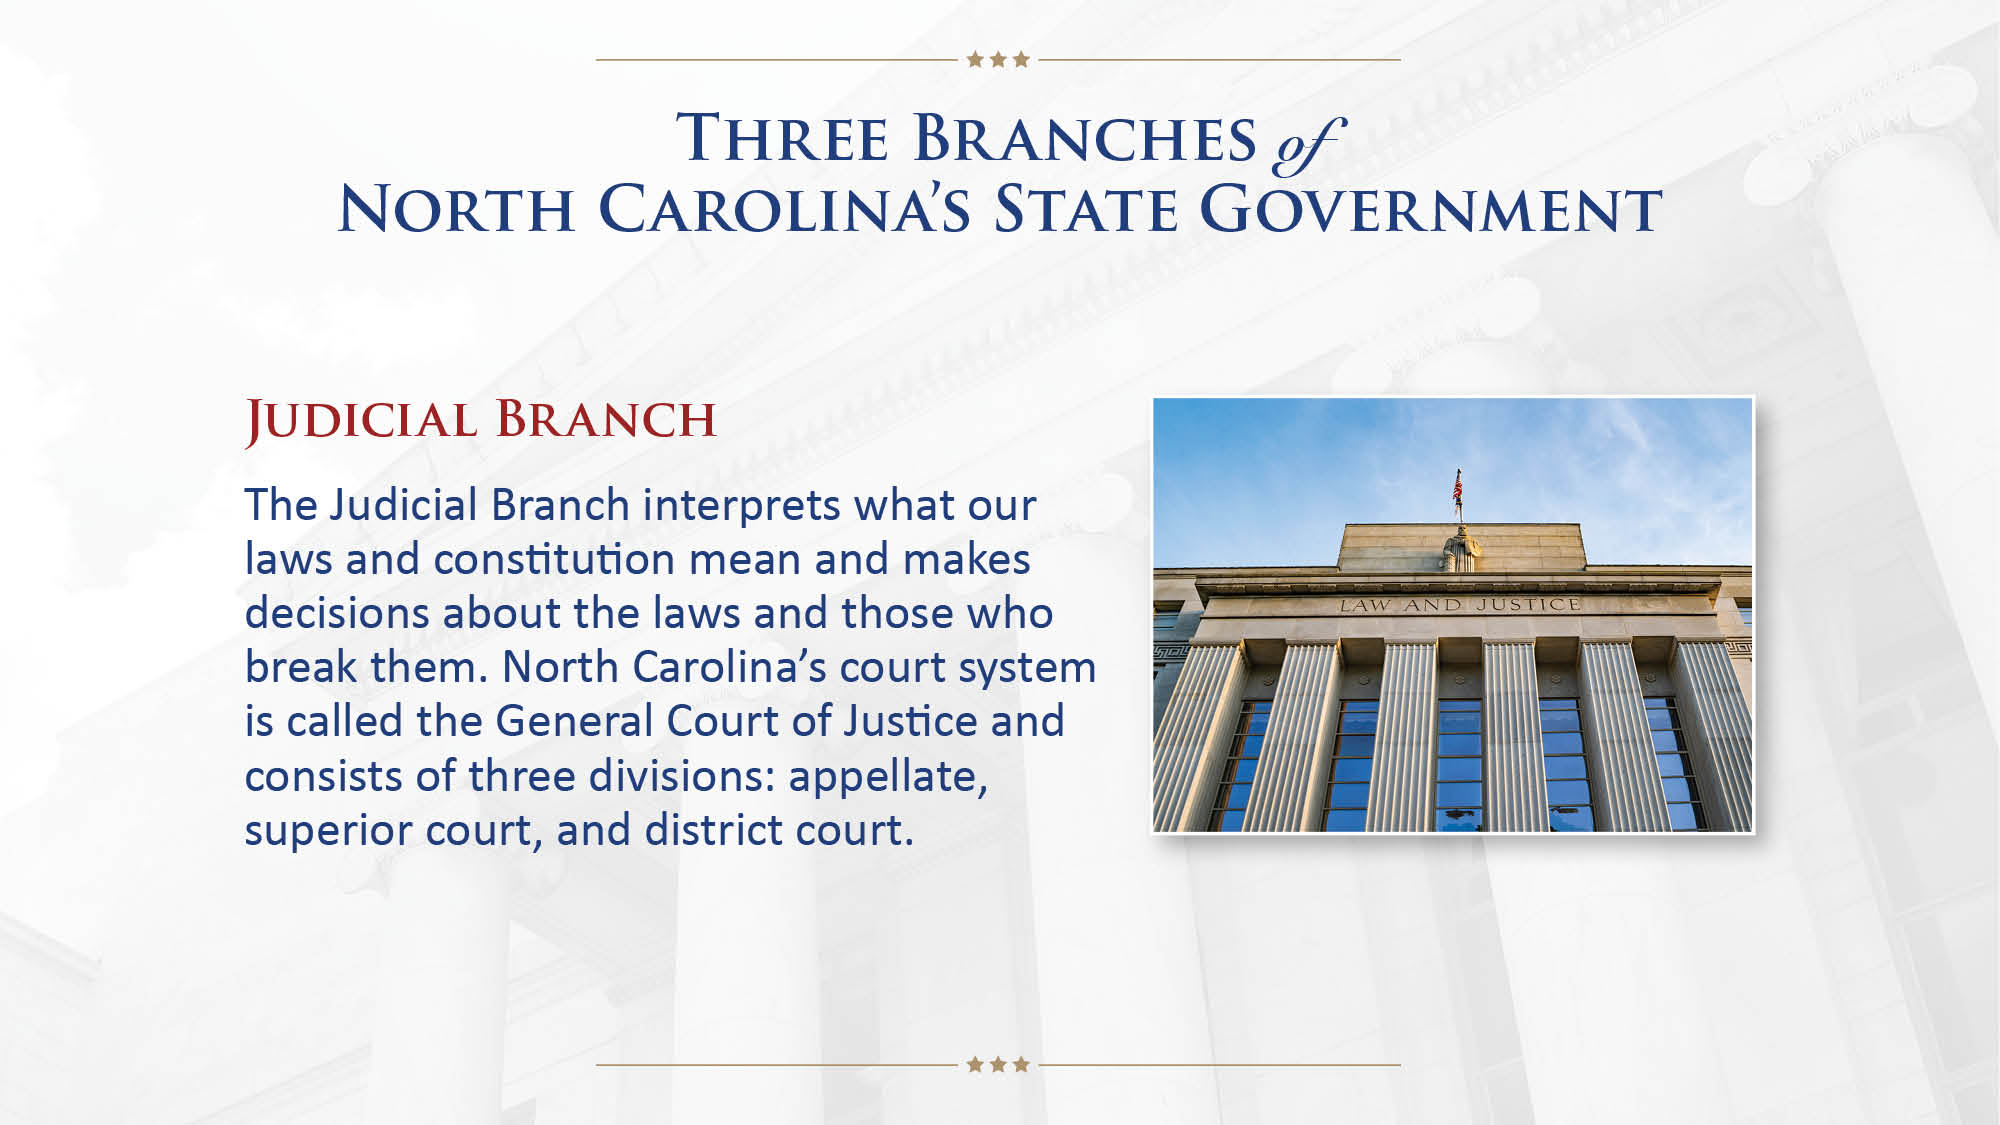 Three Branches of
North Carolina’s State Government
Judicial Branch
The Judicial Branch interprets what our
laws and constitution mean and makes
decisions about the laws and those who
break them. North Carolina’s court system
is called the General Court of Justice and
consists of three divisions: appellate,
superior court, and district court.
LAW AND JUSTICE